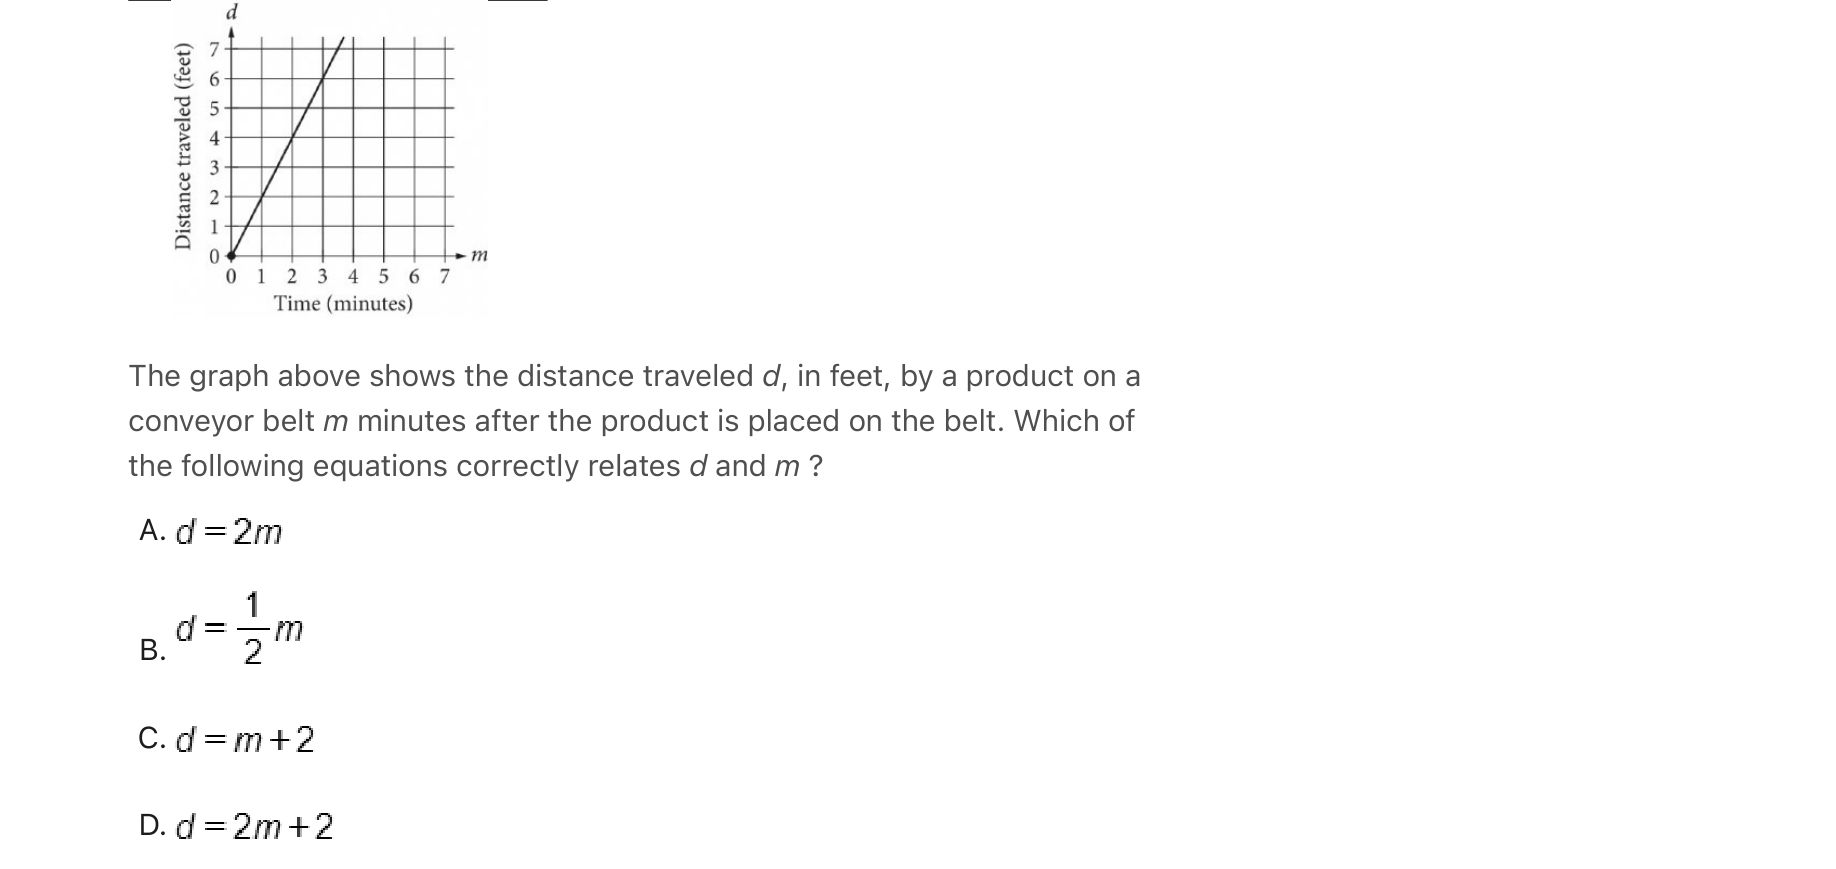 d
Distance traveled (feet)
7
6
5
4
3
2
1
0
m
0 1 2 3 4 5 6 7
Time (minutes)
The graph above shows the distance traveled d, in feet, by a product on a
conveyor belt m minutes after the product is placed on the belt. Which of
the following equations correctly relates d and m ?
A. d = 2m
B. d = 1/2 m
C. d = m + 2
D. d = 2m + 2